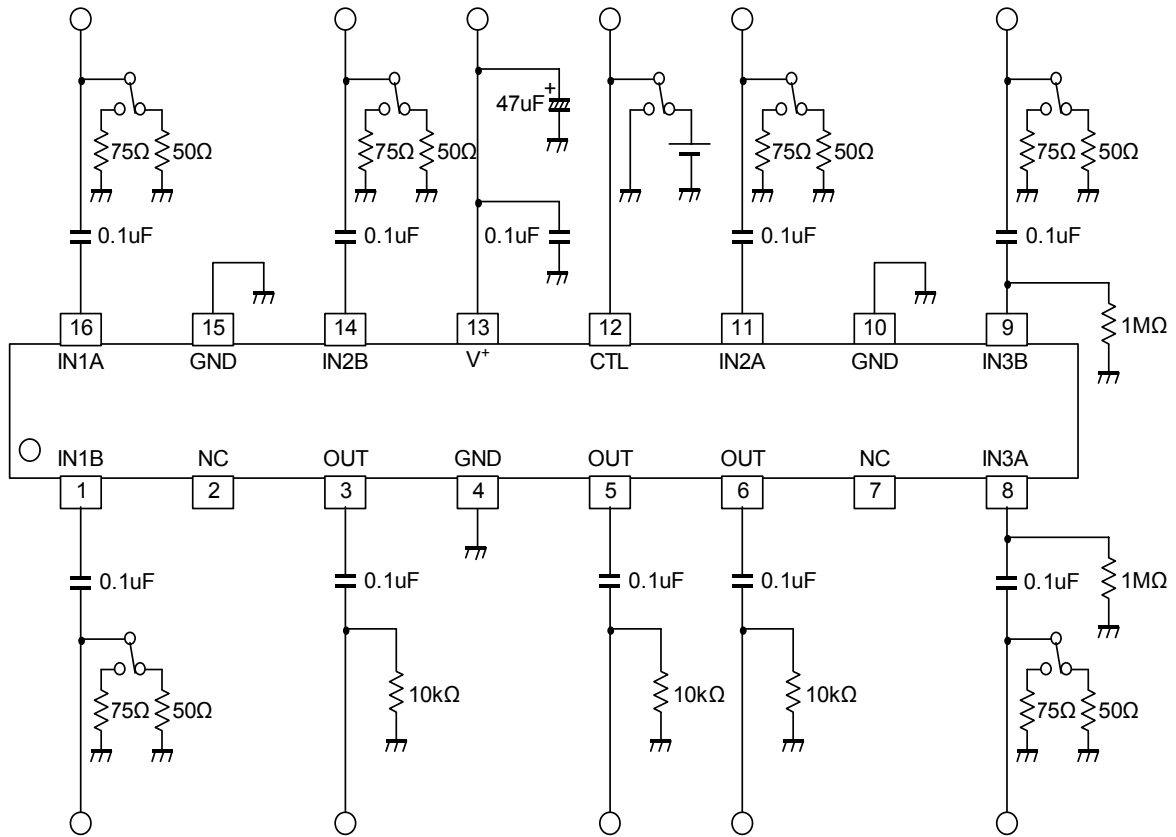 47uF +
75Ω 50Ω 75Ω 50Ω 75Ω 50Ω 75Ω 50Ω
0.1uF 0.1uF 0.1uF 0.1uF 0.1uF
1MΩ
16 15 14 13 12 11 10 9
IN1A GND IN2B V+ CTL IN2A GND IN3B
IN1B NC OUT GND OUT OUT NC IN3A
1 2 3 4 5 6 7 8
0.1uF 0.1uF 0.1uF 0.1uF 0.1uF 1MΩ
10kΩ 10kΩ 10kΩ
75Ω 50Ω 75Ω 50Ω